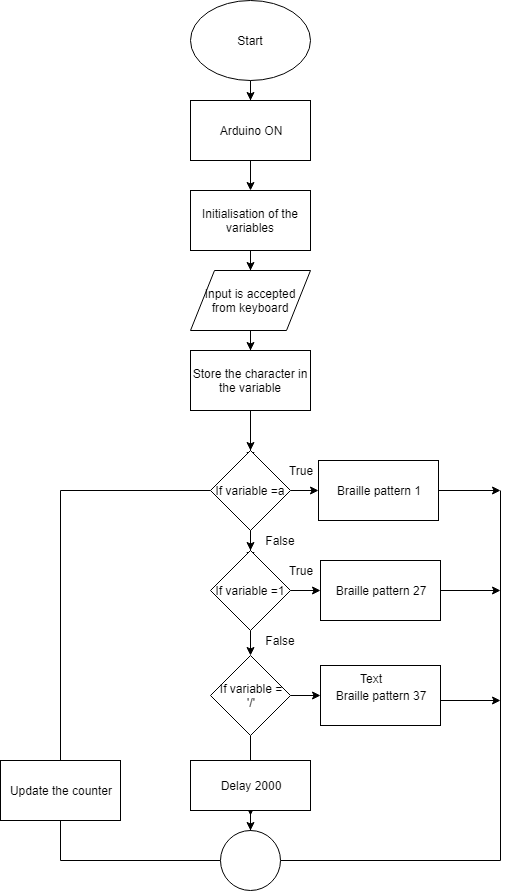 Start
Arduino ON
Initialisation of the
variables
Input is accepted
from keyboard
Store the character in
the variable
True
If variable =a
Braille pattern 1
False
True
If variable =1
Braille pattern 27
False
Text
If variable =
'/'
Braille pattern 37
Delay 2000
Update the counter